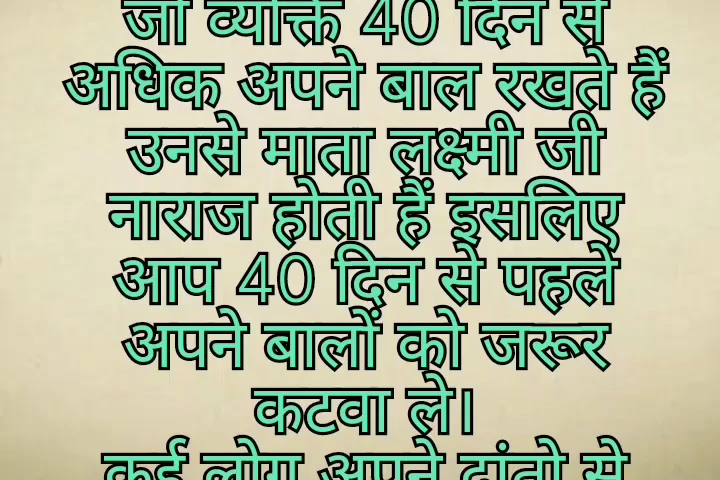 जो व्यक्ति 40 दिन से
अधिक अपने बाल रखते हैं
उनसे माता लक्ष्मी जी
नाराज होती हैं इसलिए
आप 40 दिन से पहले
अपने बालों को जरूर
कटवा ले।
कई लोग अपने दांतो से